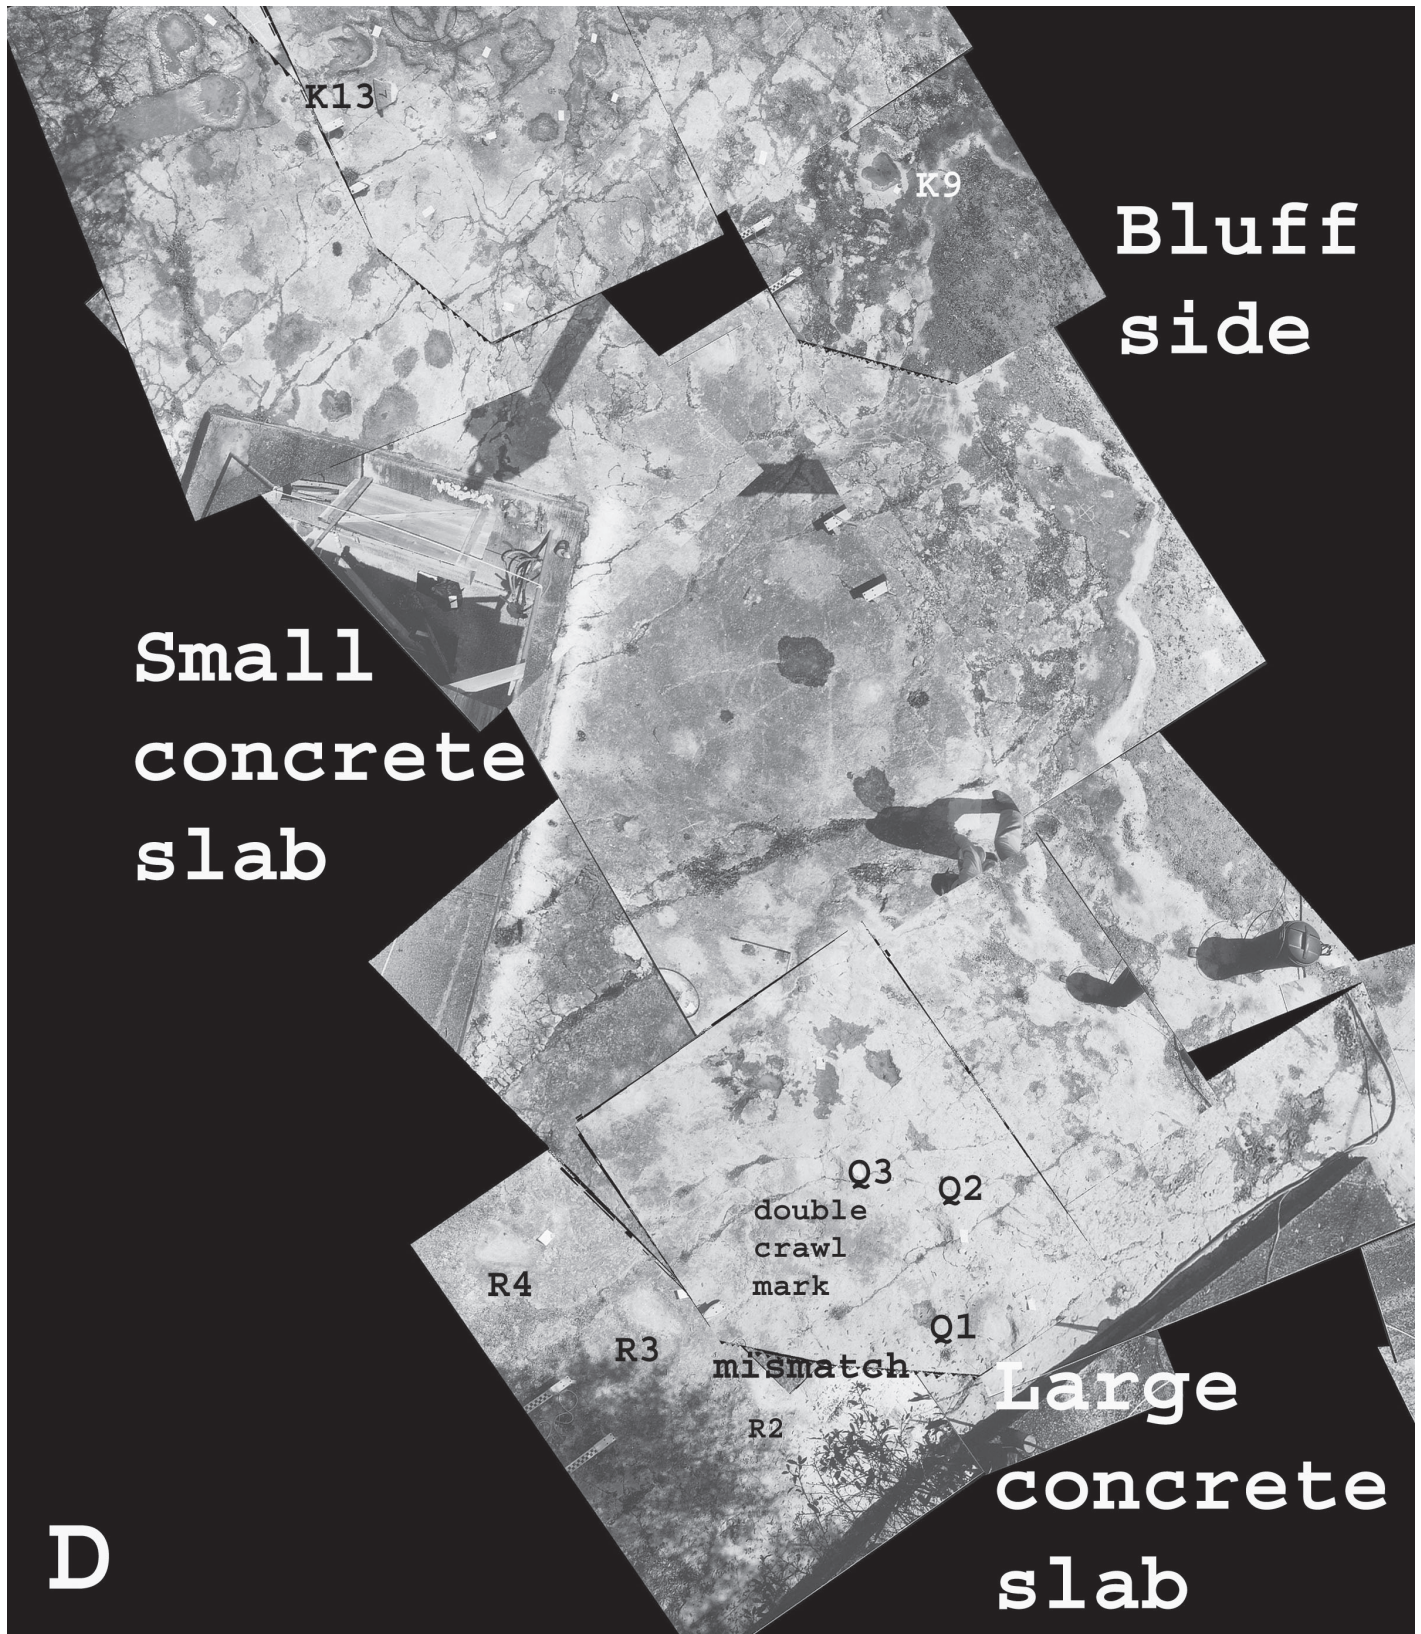 K13
K9
Bluff
side
Small
concrete
slab
Q3
Q2
double
crawl
mark
R4
Q1
R3
mismatch
R2
Large
concrete
slab
D